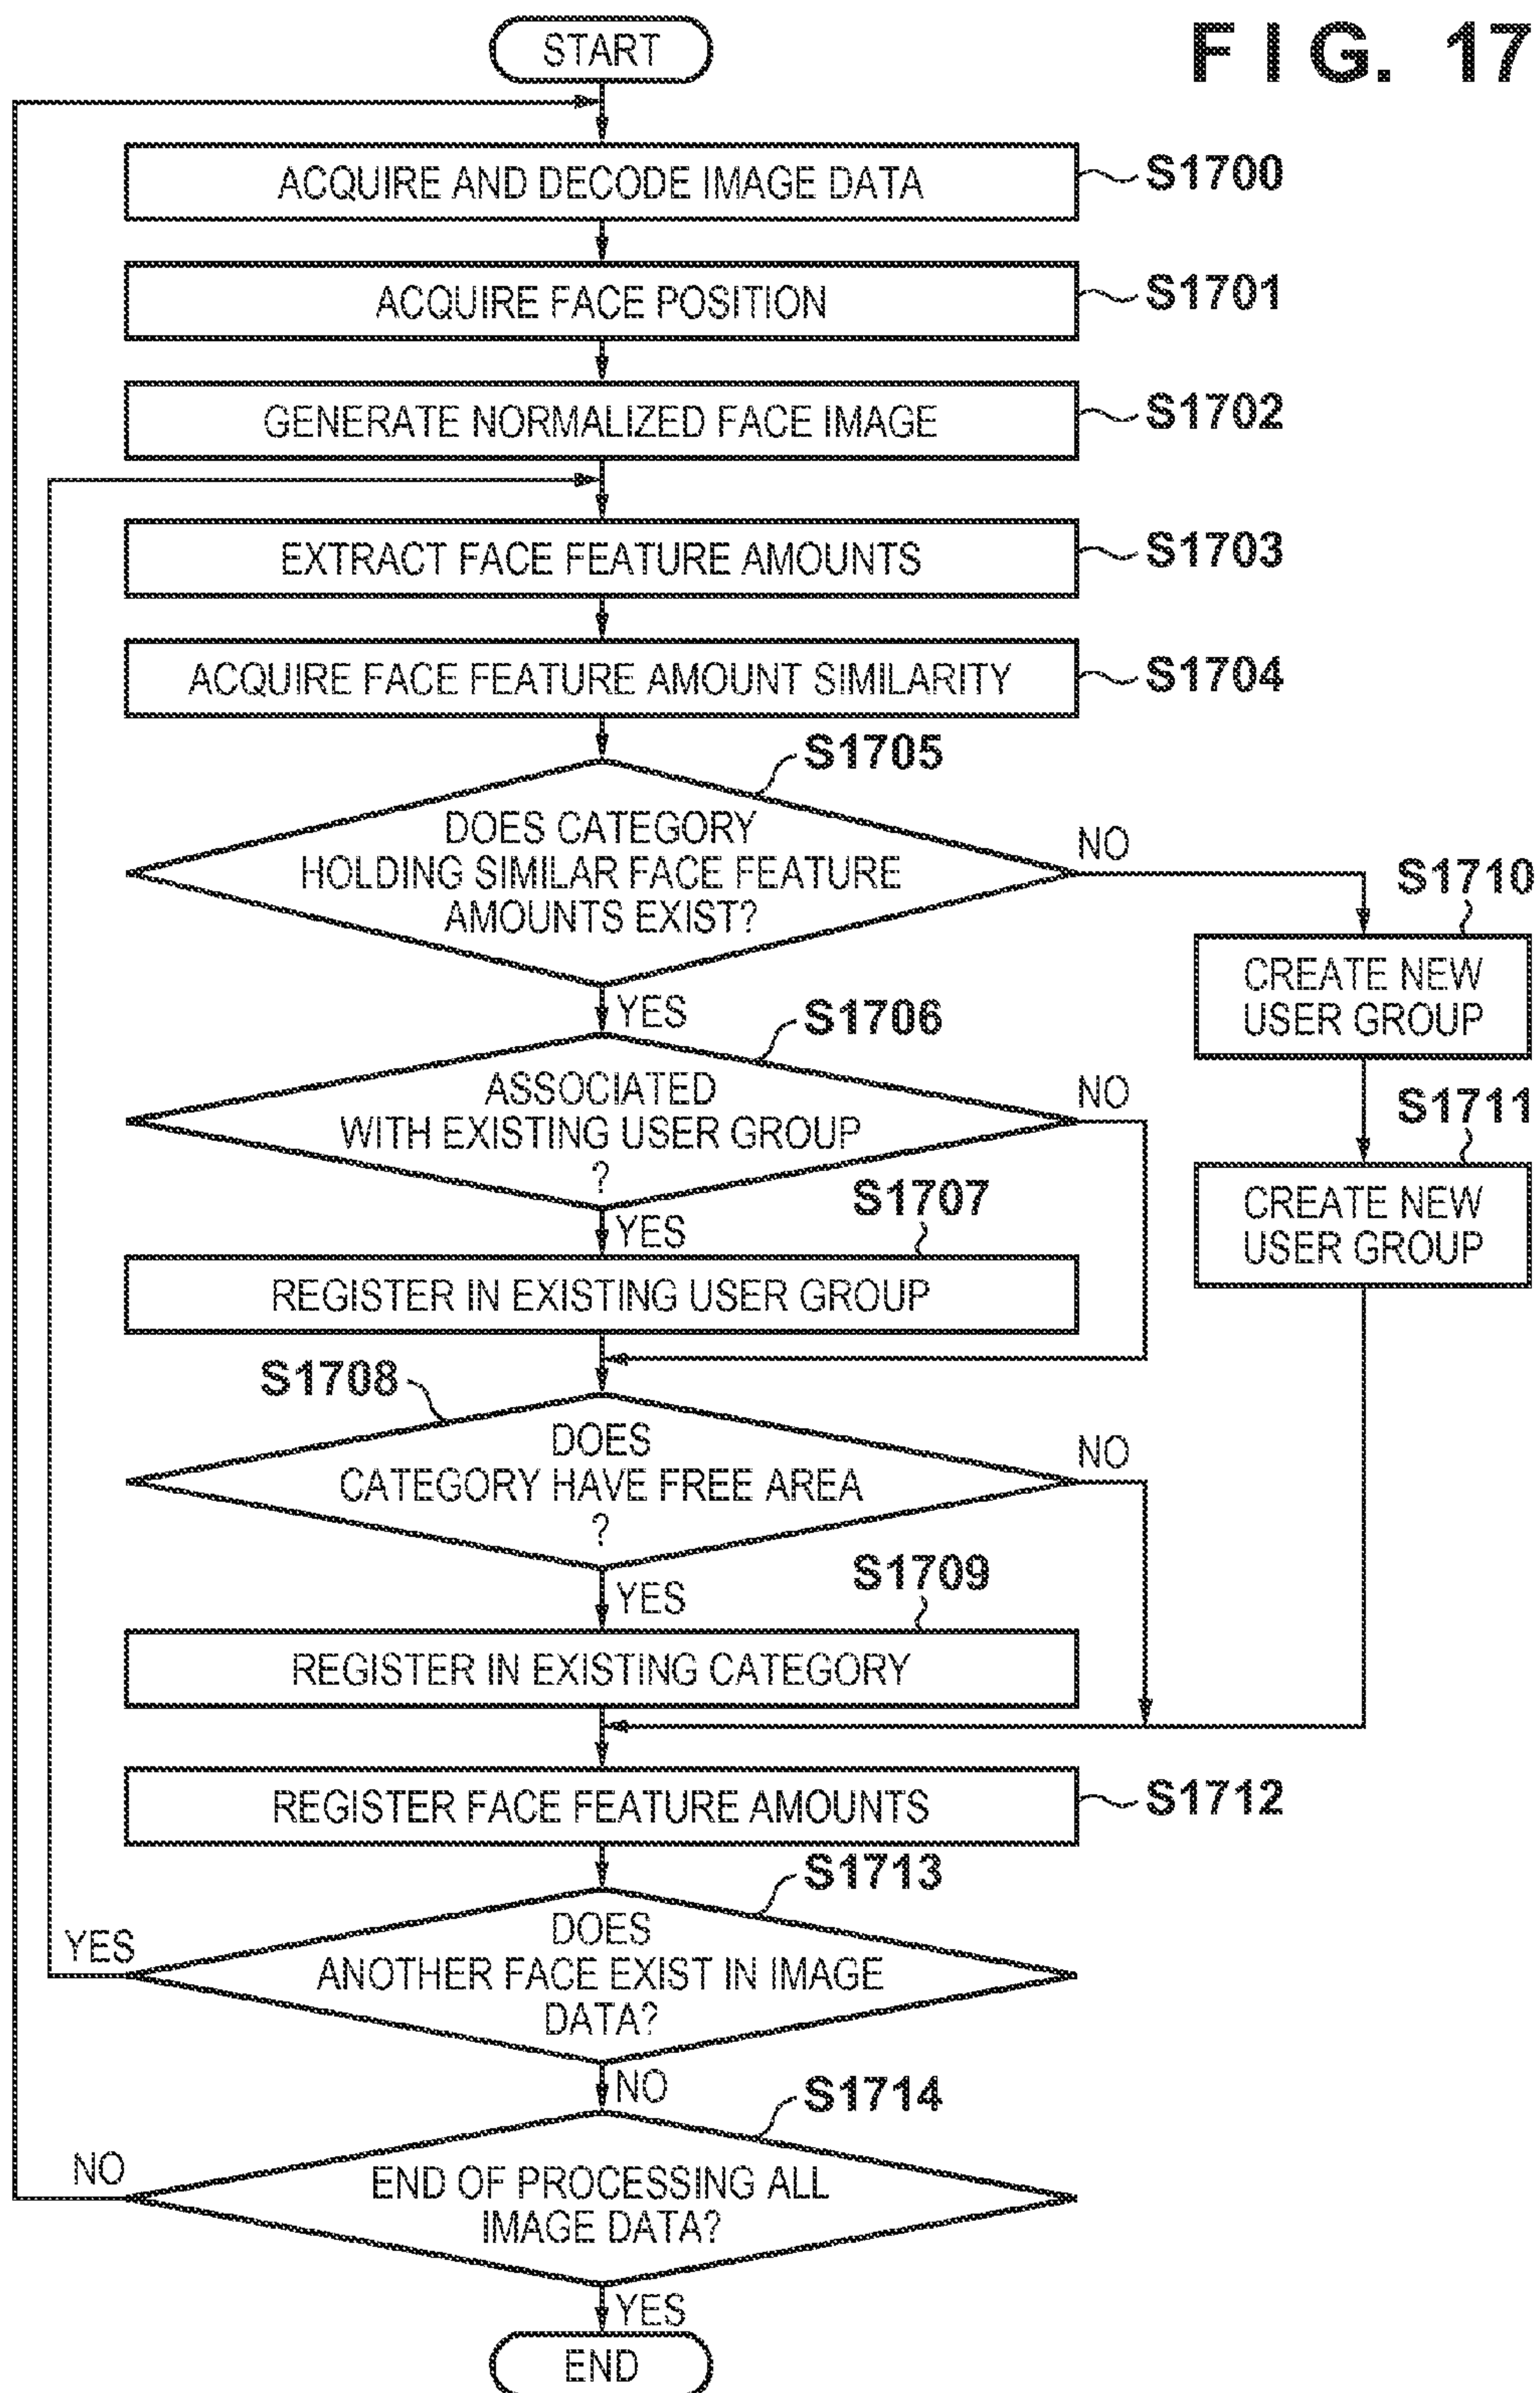 START
F I G. 17
ACQUIRE AND DECODE IMAGE DATA
S1700
ACQUIRE FACE POSITION
S1701
GENERATE NORMALIZED FACE IMAGE
S1702
EXTRACT FACE FEATURE AMOUNTS
S1703
ACQUIRE FACE FEATURE AMOUNT SIMILARITY
S1704
S1705
DOES CATEGORY
HOLDING SIMILAR FACE FEATURE
AMOUNTS EXIST?
NO
YES
S1710
CREATE NEW
USER GROUP
S1706
ASSOCIATED
WITH EXISTING USER GROUP
?
NO
YES
S1711
CREATE NEW
USER GROUP
S1707
REGISTER IN EXISTING USER GROUP
S1708
DOES
CATEGORY HAVE FREE AREA
?
NO
YES
S1709
REGISTER IN EXISTING CATEGORY
REGISTER FACE FEATURE AMOUNTS
S1712
S1713
DOES
ANOTHER FACE EXIST IN IMAGE
DATA?
YES
NO
S1714
END OF PROCESSING ALL
IMAGE DATA?
NO
YES
END